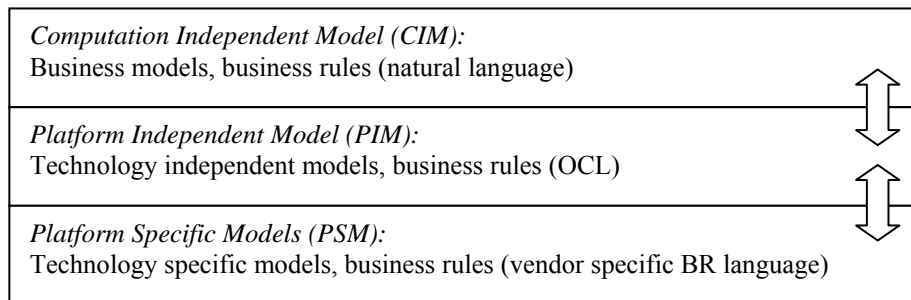 Computation Independent Model (CIM):
Business models, business rules (natural language)
Platform Independent Model (PIM):
Technology independent models, business rules (OCL)
Platform Specific Models (PSM):
Technology specific models, business rules (vendor specific BR language)